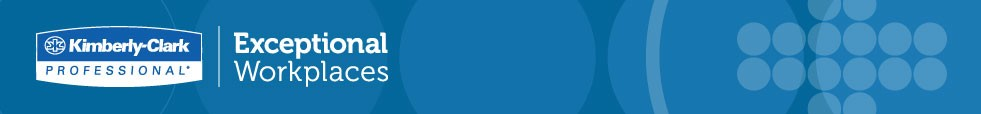 Kimberly-Clark
PROFESSIONAL*
Exceptional
Workplaces